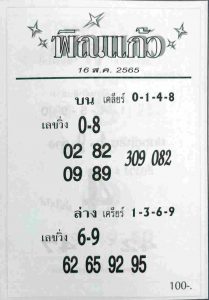 พิณแก้ว
16 ส.ค. 2565
บน เคลียร์ 0-1-4-8
เลขวิ่ง 0-8
02 82 309 082
09 89
ล่าง เครียร์ 1-3-6-9
เลขวิ่ง 6-9
62 65 92 95
100-.